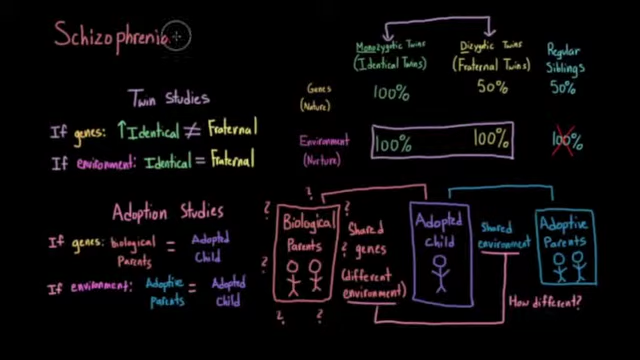 Schizophrenia
Monozygotic Twins
(Identical Twins)
Dizygotic Twins
(Fraternal Twins)
Regular
Siblings
Genes
(Nature)
100%
50%
50%
Environment
(Nurture)
100%
100%
100%
Twin Studies
If genes: ↑Identical ≠ Fraternal
If environment: Identical = Fraternal
Adoption Studies
If genes: biological
Parents
= Adopted
Child
If environment: Adoptive
parents
= Adopted
Child
?
?
?
?
?
?
?
Biological
Parents
Shared
genes
(different
environment)
Adopted
Child
Shared
environment
Adoptive
Parents
How different?